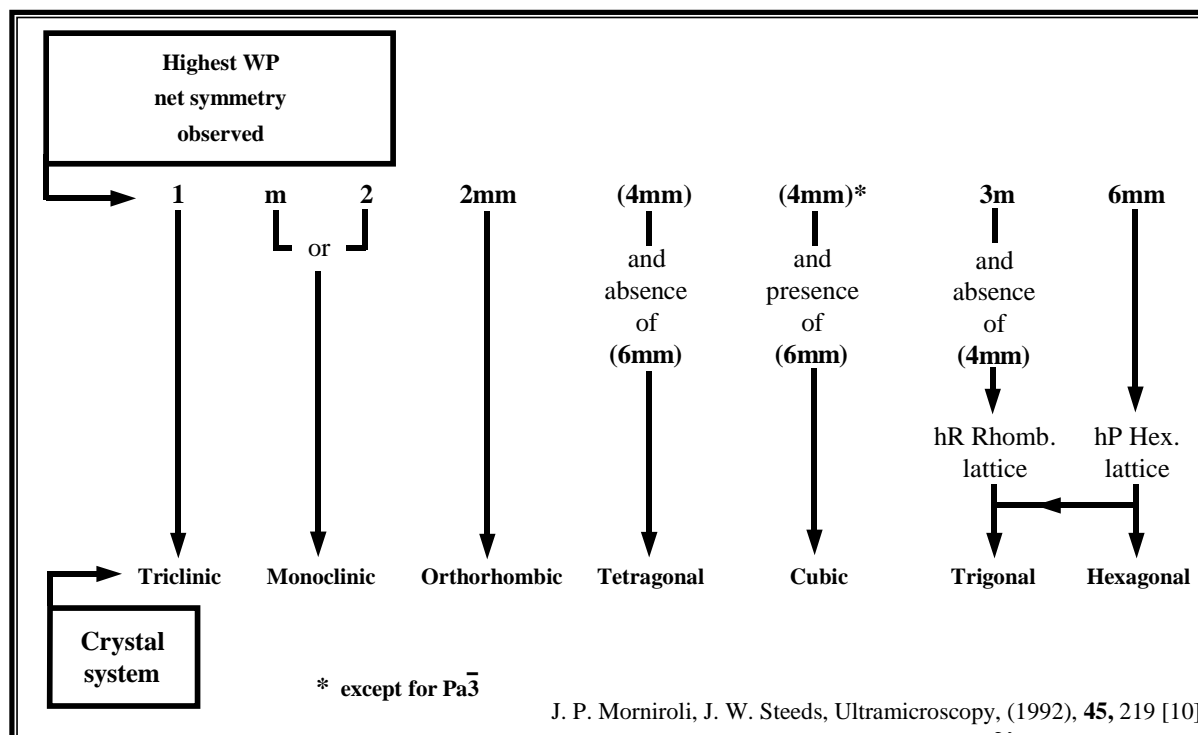 Highest WP
net symmetry
observed
1 m 2 2mm (4mm) (4mm)* 3m 6mm
or
and and and
absence presence absence
of of of
(6mm) (6mm) (4mm)
hR Rhomb. hP Hex.
lattice lattice
Triclinic Monoclinic Orthorhombic Tetragonal Cubic Trigonal Hexagonal
Crystal
system
* except for Pa3̅
J. P. Morniroli, J. W. Steeds, Ultramicroscopy, (1992), 45, 219 [10]